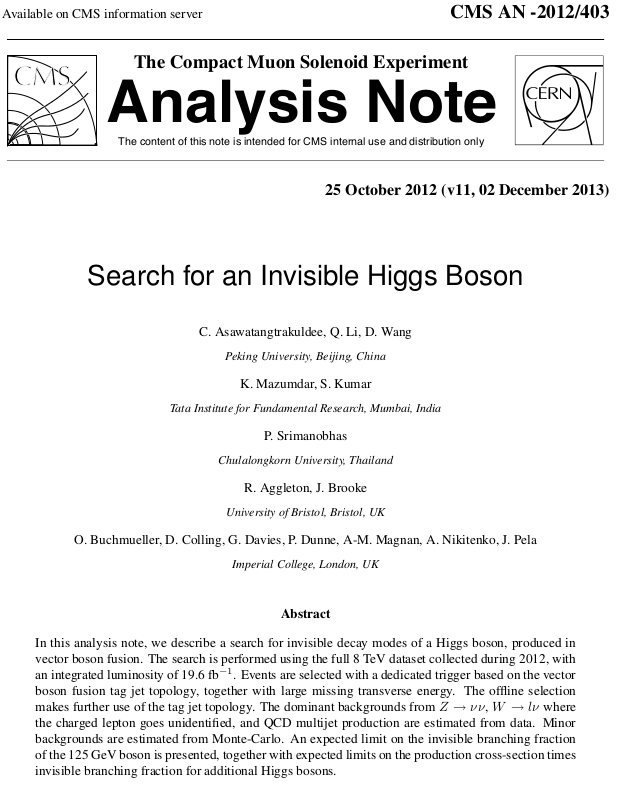 Available on CMS information server
CMS AN -2012/403
The Compact Muon Solenoid Experiment
CMS
Analysis Note
CERN
The content of this note is intended for CMS internal use and distribution only
25 October 2012 (v11, 02 December 2013)
Search for an Invisible Higgs Boson
C. Asawatangtrakuldee, Q. Li, D. Wang
Peking University, Beijing, China
K. Mazumdar, S. Kumar
Tata Institute for Fundamental Research, Mumbai, India
P. Srimanobhas
Chulalongkorn University, Thailand
R. Aggleton, J. Brooke
University of Bristol, Bristol, UK
O. Buchmueller, D. Colling, G. Davies, P. Dunne, A-M. Magnan, A. Nikitenko, J. Pela
Imperial College, London, UK
Abstract
In this analysis note, we describe a search for invisible decay modes of a Higgs boson, produced in
vector boson fusion. The search is performed using the full 8 TeV dataset collected during 2012, with
an integrated luminosity of 19.6 fb⁻¹. Events are selected with a dedicated trigger based on the vector
boson fusion tag jet topology, together with large missing transverse energy. The offline selection
makes further use of the tag jet topology. The dominant backgrounds from Z → νν, W → lν where
the charged lepton goes unidentified, and QCD multijet production are estimated from data. Minor
backgrounds are estimated from Monte-Carlo. An expected limit on the invisible branching fraction
of the 125 GeV boson is presented, together with expected limits on the production cross-section times
invisible branching fraction for additional Higgs bosons.